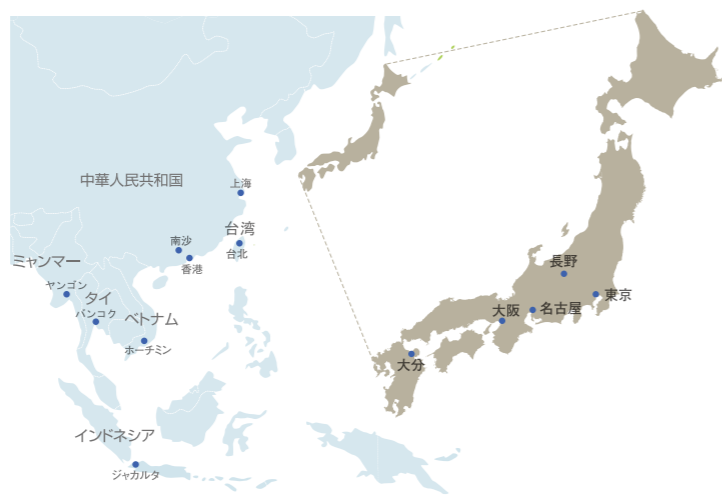 中華人民共和国
上海
台湾
台北
南沙
香港
ミャンマー
ヤンゴン
タイ
バンコク
ベトナム
ホーチミン
インドネシア
ジャカルタ
長野
東京
名古屋
大阪
大分